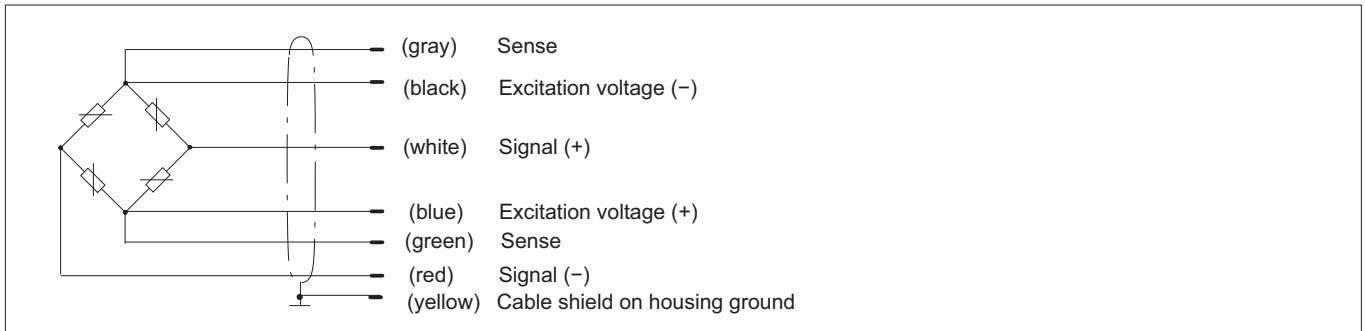 (gray) Sense
(black) Excitation voltage (−)
(white) Signal (+)
(blue) Excitation voltage (+)
(green) Sense
(red) Signal (−)
(yellow) Cable shield on housing ground